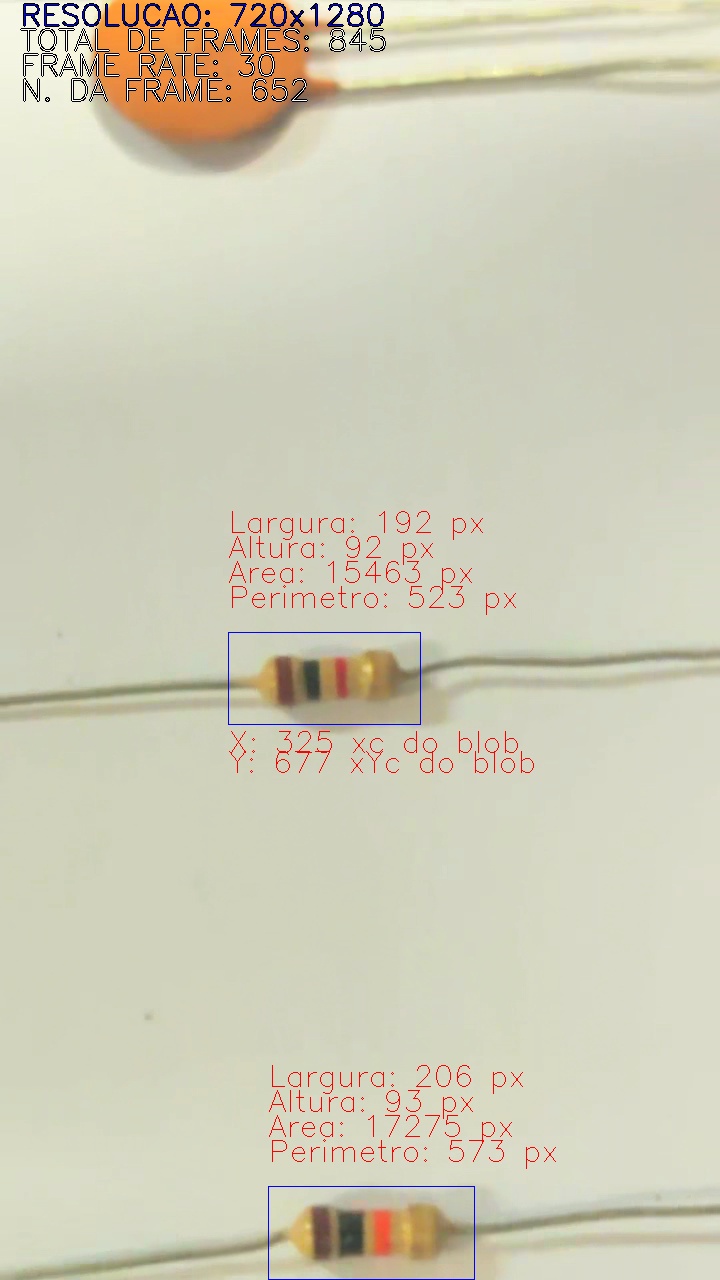 RESOLUCAO: 720x1280
TOTAL DE FRAMES: 845
FRAME RATE: 30
N. DA FRAME: 652
Largura: 192 px
Altura: 92 px
Area: 15463 px
Perimetro: 523 px
X: 325 xc do blob
Y: 677 xYc do blob
Largura: 206 px
Altura: 93 px
Area: 17275 px
Perimetro: 573 px